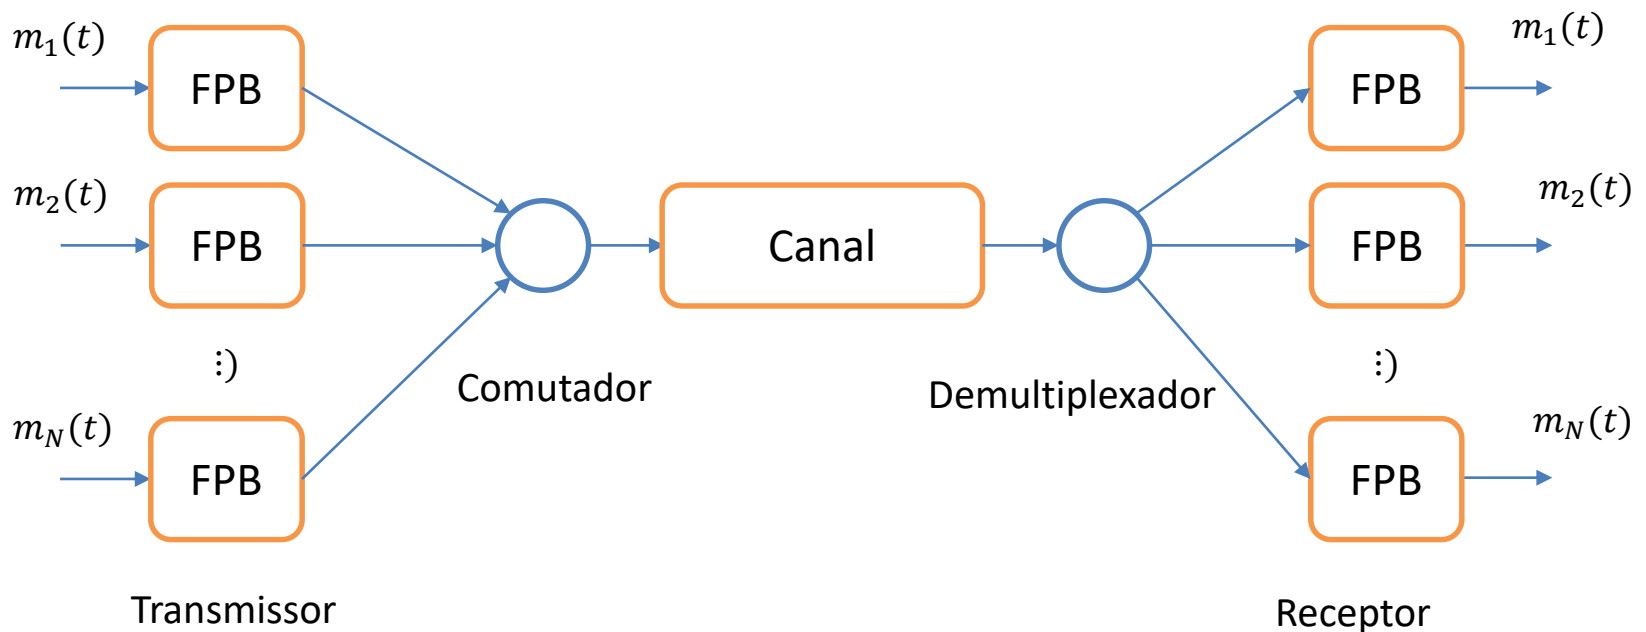 m₁(t) FPB FPB m₁(t)
m₂(t) FPB Canal FPB m₂(t)
⋮) ⋮)
Comutador Demultiplexador
m_N(t) FPB FPB m_N(t)
Transmissor Receptor